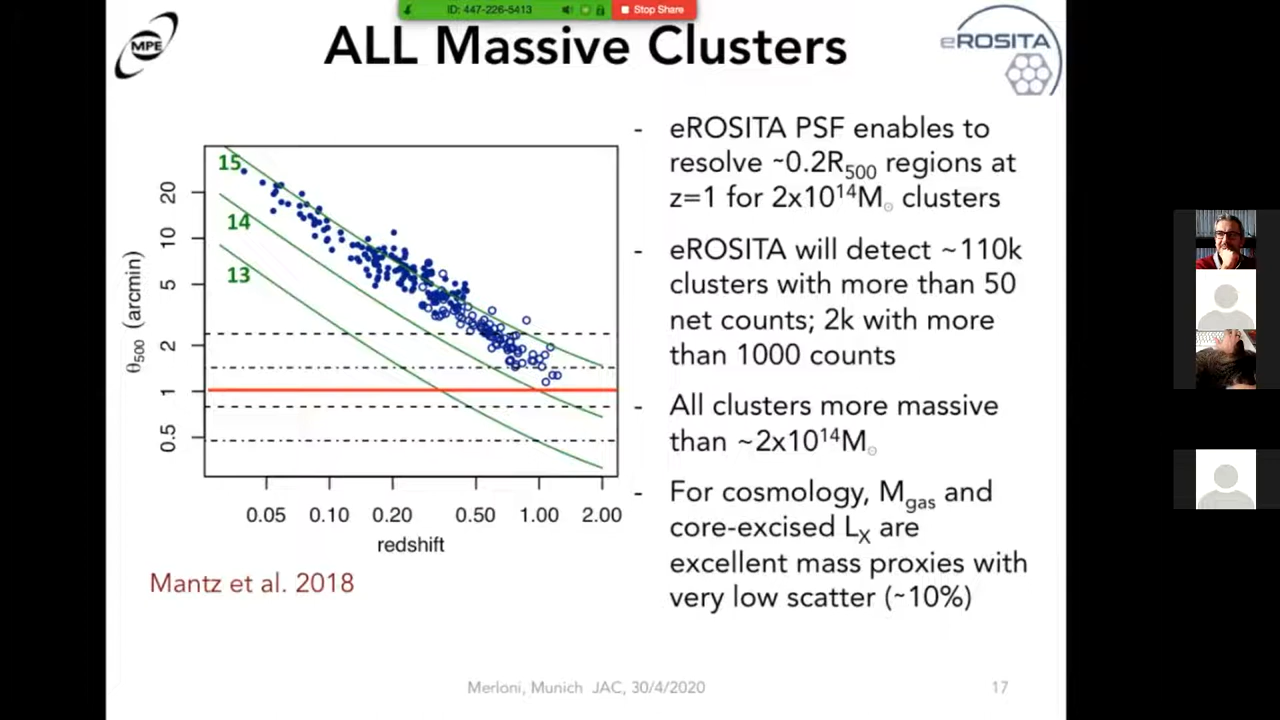 ID: 447-226-5413
Stop Share
MPE
ALL Massive Clusters
eROSITA
15
14
13
20
10
5
2
1
0.5
θ500 (arcmin)
0.05 0.10 0.20 0.50 1.00 2.00
redshift
Mantz et al. 2018
- eROSITA PSF enables to
resolve ~0.2R500 regions at
z=1 for 2x10¹⁴M☉ clusters
- eROSITA will detect ~110k
clusters with more than 50
net counts; 2k with more
than 1000 counts
- All clusters more massive
than ~2x10¹⁴M☉
- For cosmology, Mgas and
core-excised LX are
excellent mass proxies with
very low scatter (~10%)
Merloni, Munich JAC, 30/4/2020
17